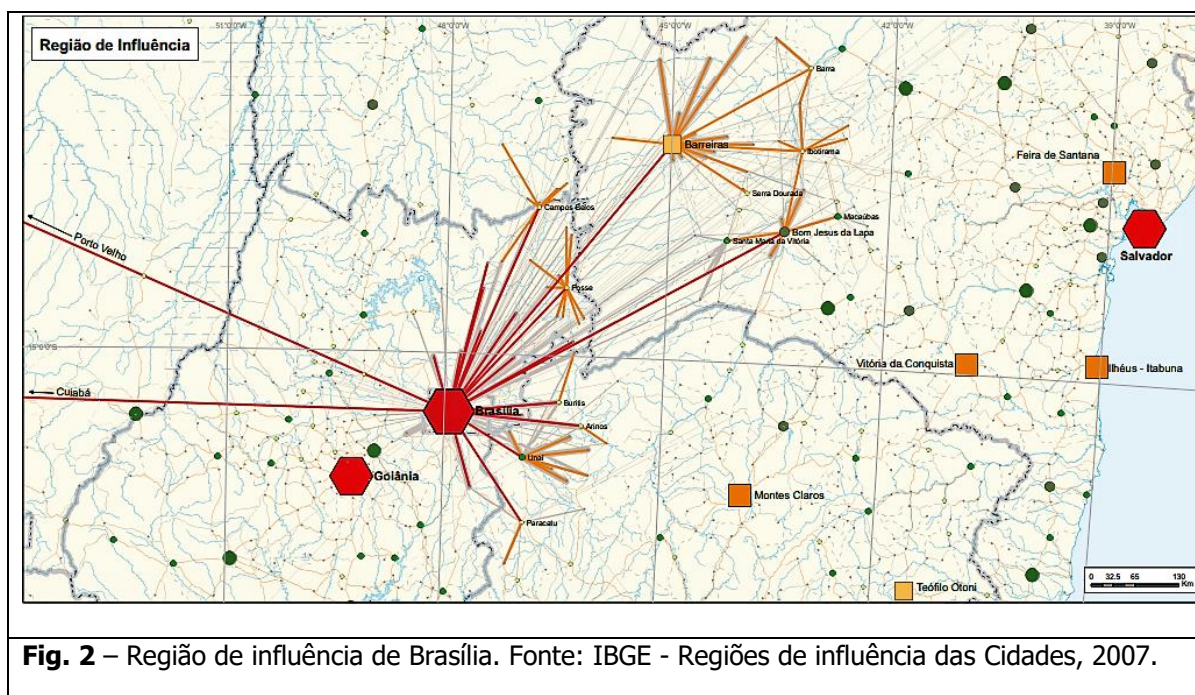 51°0'0"W
48°0'0"W
45°0'0"W
42°0'0"W
39°0'0"W
Região de Influência
Barra
Barreiras
Ibotirama
Feira de Santana
Serra Dourada
Campos Belos
Macaúbas
Bom Jesus da Lapa
Santa Maria da Vitória
Salvador
Porto Velho
Posse
15°0'0"S
Vitória da Conquista
Ilhéus - Itabuna
Cuiabá
Buritis
Brasília
Arinos
Unaí
Goiânia
Montes Claros
Paracatu
0 32.5 65 130
Km
Teófilo Otoni
Fig. 2 – Região de influência de Brasília. Fonte: IBGE - Regiões de influência das Cidades, 2007.